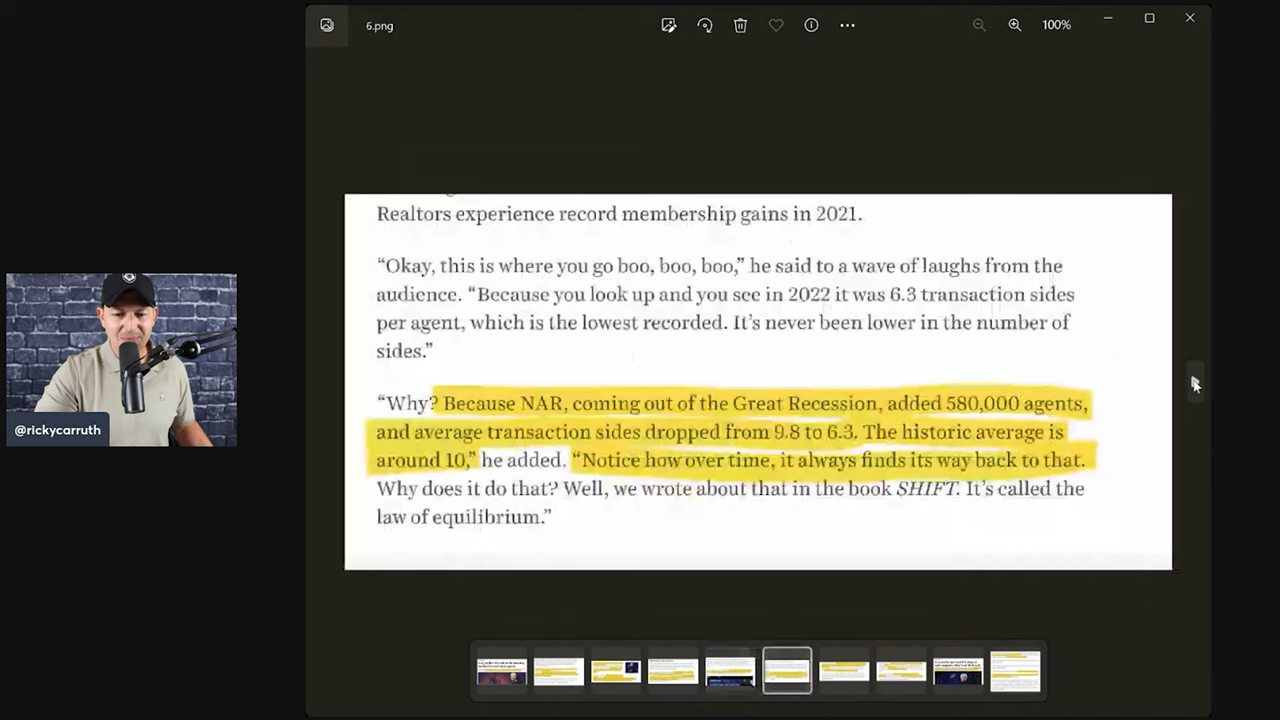 6.png
100%
Realtors experience record membership gains in 2021.
“Okay, this is where you go boo, boo, boo,” he said to a wave of laughs from the
audience. “Because you look up and you see in 2022 it was 6.3 transaction sides
per agent, which is the lowest recorded. It’s never been lower in the number of
sides.”
“Why? Because NAR, coming out of the Great Recession, added 580,000 agents,
and average transaction sides dropped from 9.8 to 6.3. The historic average is
around 10,” he added. “Notice how over time, it always finds its way back to that.
Why does it do that? Well, we wrote about that in the book SHIFT. It’s called the
law of equilibrium.”
@rickycarruth